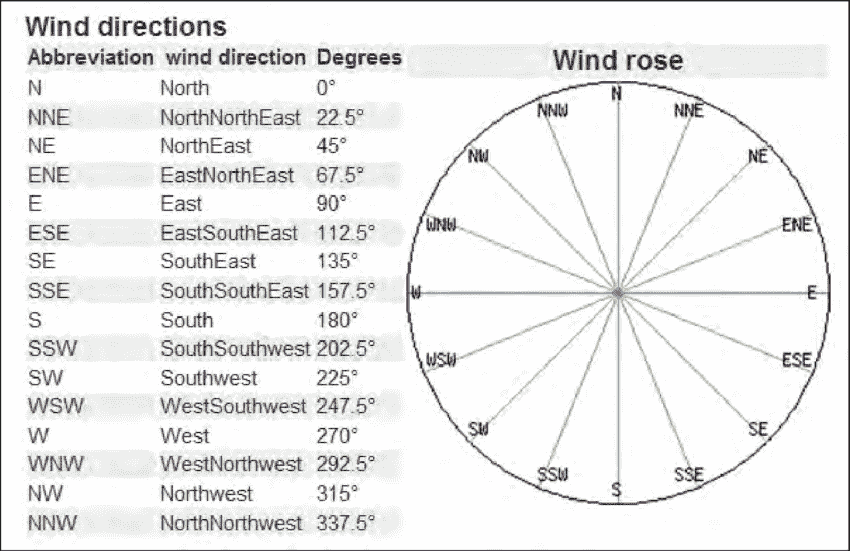 Wind directions
Abbreviation wind direction Degrees
N North 0°
NNE NorthNorthEast 22.5°
NE NorthEast 45°
ENE EastNorthEast 67.5°
E East 90°
ESE EastSouthEast 112.5°
SE SouthEast 135°
SSE SouthSouthEast 157.5°
S South 180°
SSW SouthSouthwest 202.5°
SW Southwest 225°
WSW WestSouthwest 247.5°
W West 270°
WNW WestNorthwest 292.5°
NW Northwest 315°
NNW NorthNorthwest 337.5°
Wind rose
N
NNW NNE
NW NE
WNW ENE
W E
WSW ESE
SW SE
SSW SSE
S